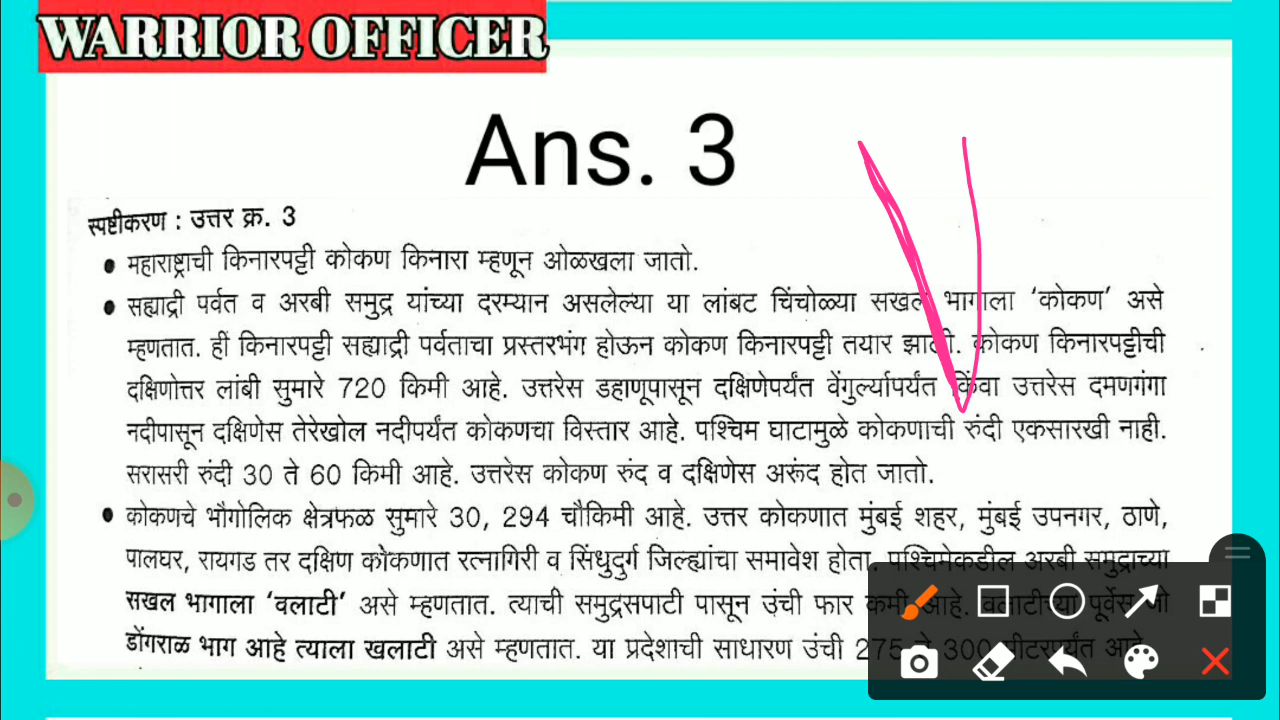 WARRIOR OFFICER
Ans. 3
स्पष्टीकरण : उत्तर क्र. 3
• महाराष्ट्राची किनारपट्टी कोकण किनारा म्हणून ओळखला जातो.
• सह्याद्री पर्वत व अरबी समुद्र यांच्या दरम्यान असलेल्या या लांबट चिंचोळ्या सखल भागाला ‘कोकण’ असे
म्हणतात. ही किनारपट्टी सह्याद्री पर्वताचा प्रस्तरभंग होऊन कोकण किनारपट्टी तयार झाली. कोकण किनारपट्टीची
दक्षिणोत्तर लांबी सुमारे 720 किमी आहे. उत्तरेस डहाणूपासून दक्षिणेपर्यंत वेंगुर्ल्यापर्यंत किंवा उत्तरेस दमणगंगा
नदीपासून दक्षिणेस तेरेखोल नदीपर्यंत कोकणचा विस्तार आहे. पश्चिम घाटामुळे कोकणाची रुंदी एकसारखी नाही.
सरासरी रुंदी 30 ते 60 किमी आहे. उत्तरेस कोकण रुंद व दक्षिणेस अरूंद होत जातो.
• कोकणचे भौगोलिक क्षेत्रफळ सुमारे 30, 294 चौकिमी आहे. उत्तर कोकणात मुंबई शहर, मुंबई उपनगर, ठाणे,
पालघर, रायगड तर दक्षिण कोकणात रत्नागिरी व सिंधुदुर्ग जिल्ह्यांचा समावेश होता. पश्चिमेकडील अरबी समुद्राच्या
सखल भागाला ‘वलाटी’ असे म्हणतात. त्याची समुद्रसपाटी पासून उंची फार कमी आहे. वलाटीच्या पूर्वेस जो
डोंगराळ भाग आहे त्याला खलाटी असे म्हणतात. या प्रदेशाची साधारण उंची 275 ते 300 मीटरपर्यंत आहे.